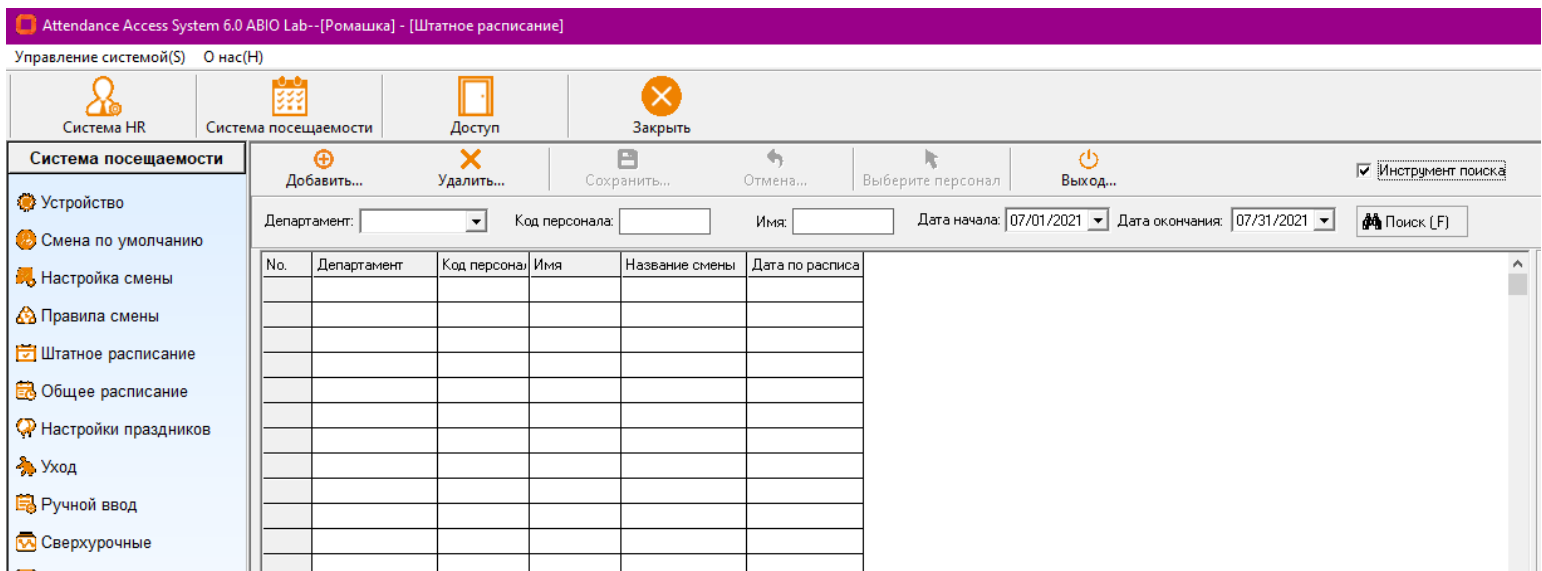 Attendance Access System 6.0 ABIO Lab--[Ромашка] - [Штатное расписание]
Управление системой(S) О нас(H)
Система HR Система посещаемости Доступ Закрыть
Система посещаемости
Добавить... Удалить... Сохранить... Отмена... Выберите персонал Выход... Инструмент поиска
Департамент: Код персонала: Имя: Дата начала: 07/01/2021 Дата окончания: 07/31/2021 Поиск (.F)
No. Департамент Код персонал Имя Название смены Дата по расписа
Устройство
Смена по умолчанию
Настройка смены
Правила смены
Штатное расписание
Общее расписание
Настройки праздников
Уход
Ручной ввод
Сверхурочные